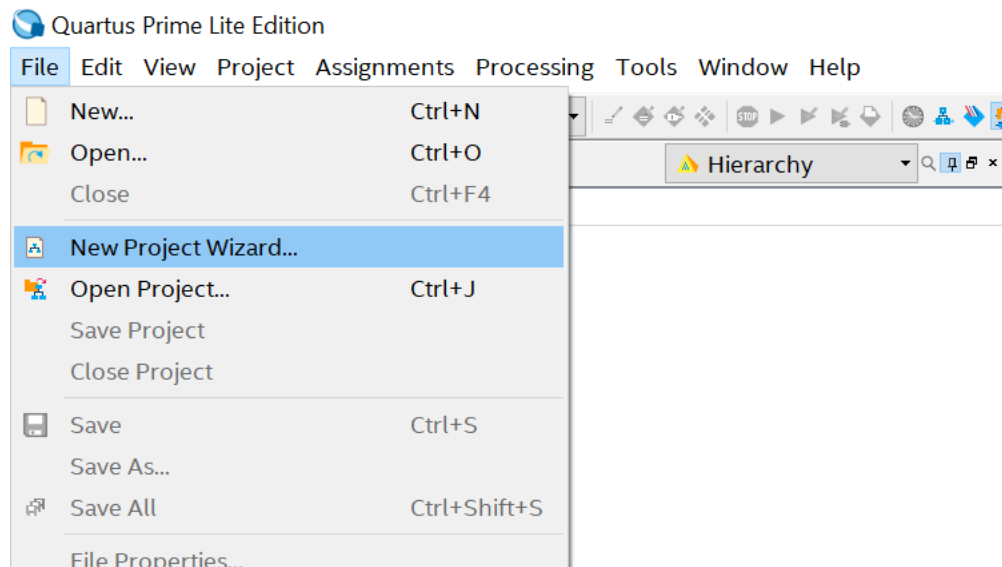 Quartus Prime Lite Edition
File Edit View Project Assignments Processing Tools Window Help
New... Ctrl+N
Open... Ctrl+O
Close Ctrl+F4
Hierarchy
New Project Wizard...
Open Project... Ctrl+J
Save Project
Close Project
Save Ctrl+S
Save As...
Save All Ctrl+Shift+S
File Properties...
STOP